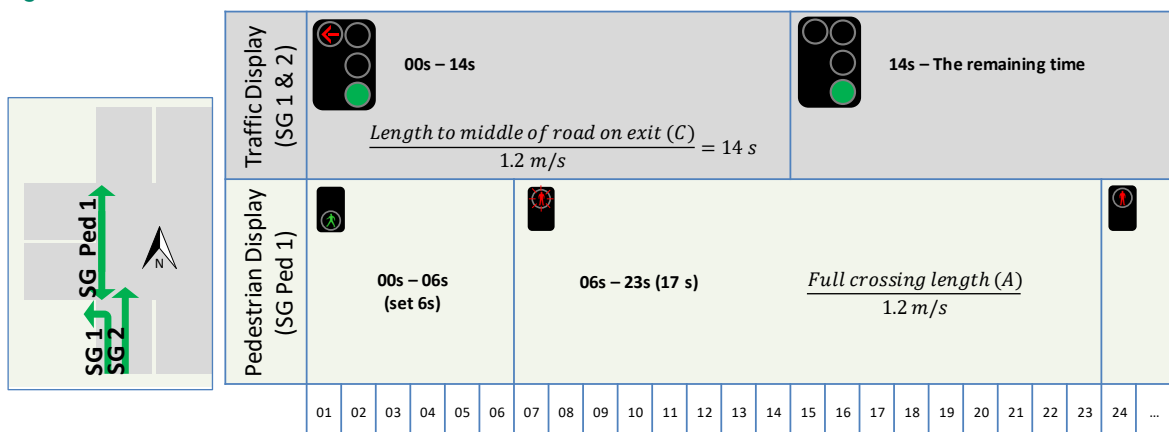 Traffic Display
(SG 1 & 2)
00s – 14s
Length to middle of road on exit (C)
1.2 m/s
= 14 s
14s – The remaining time
SG Ped 1
N
SG 1
SG 2
Pedestrian Display
(SG Ped 1)
00s – 06s
(set 6s)
06s – 23s (17 s)
Full crossing length (A)
1.2 m/s
01 02 03 04 05 06 07 08 09 10 11 12 13 14 15 16 17 18 19 20 21 22 23 24 ...